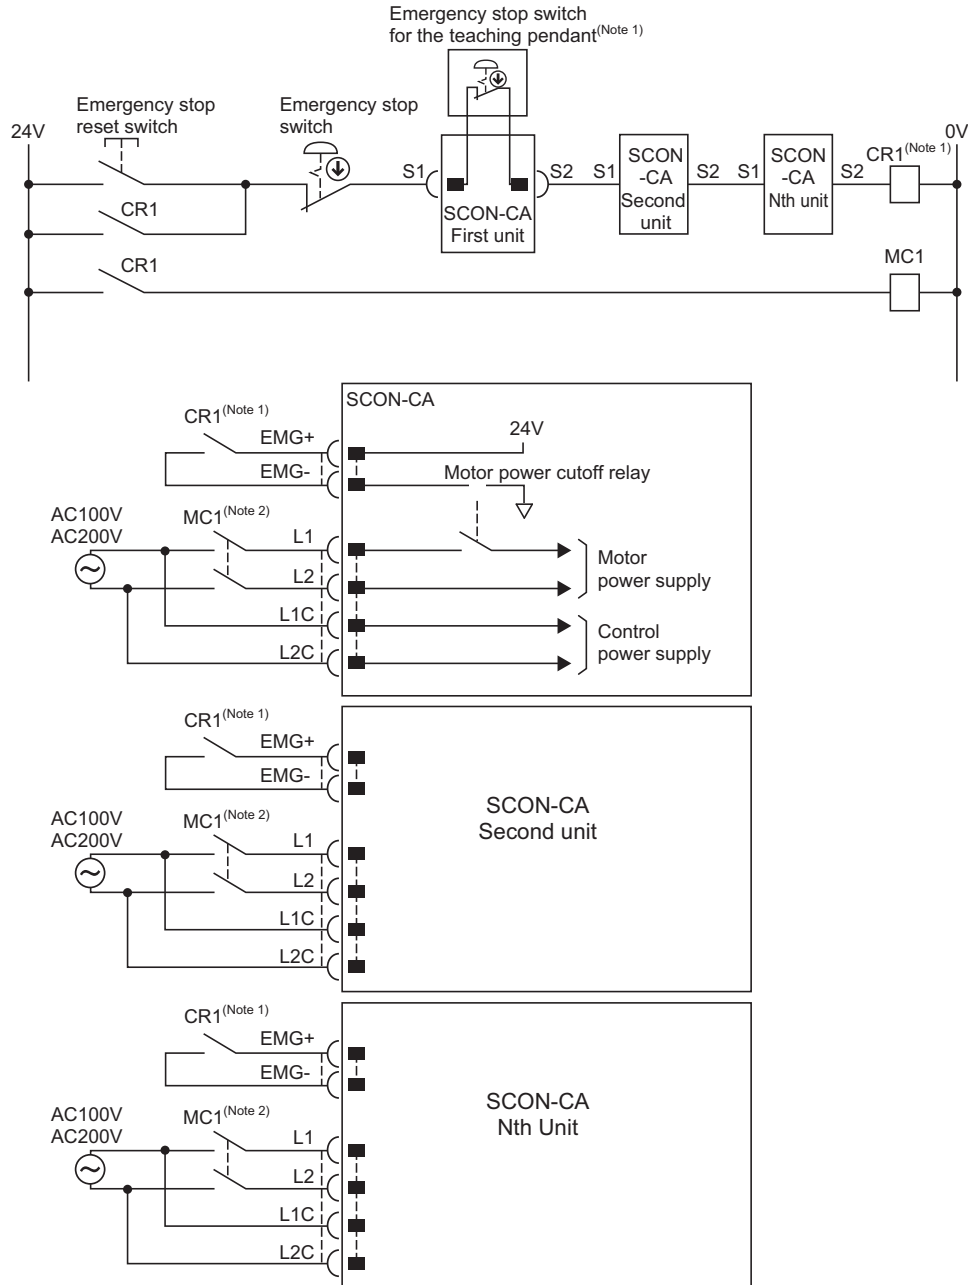 Emergency stop switch
for the teaching pendant(Note 1)
Emergency stop
reset switch
Emergency stop
switch
24V
0V
S1
S2
S1
SCON
-CA
Second
unit
S2
S1
SCON
-CA
Nth unit
S2
CR1(Note 1)
SCON-CA
First unit
CR1
CR1
MC1
SCON-CA
CR1(Note 1)
EMG+
24V
EMG-
Motor power cutoff relay
AC100V
AC200V
MC1(Note 2)
L1
L2
Motor
power supply
L1C
Control
power supply
L2C
CR1(Note 1)
EMG+
EMG-
SCON-CA
Second unit
AC100V
AC200V
MC1(Note 2)
L1
L2
L1C
L2C
CR1(Note 1)
EMG+
EMG-
SCON-CA
Nth Unit
AC100V
AC200V
MC1(Note 2)
L1
L2
L1C
L2C